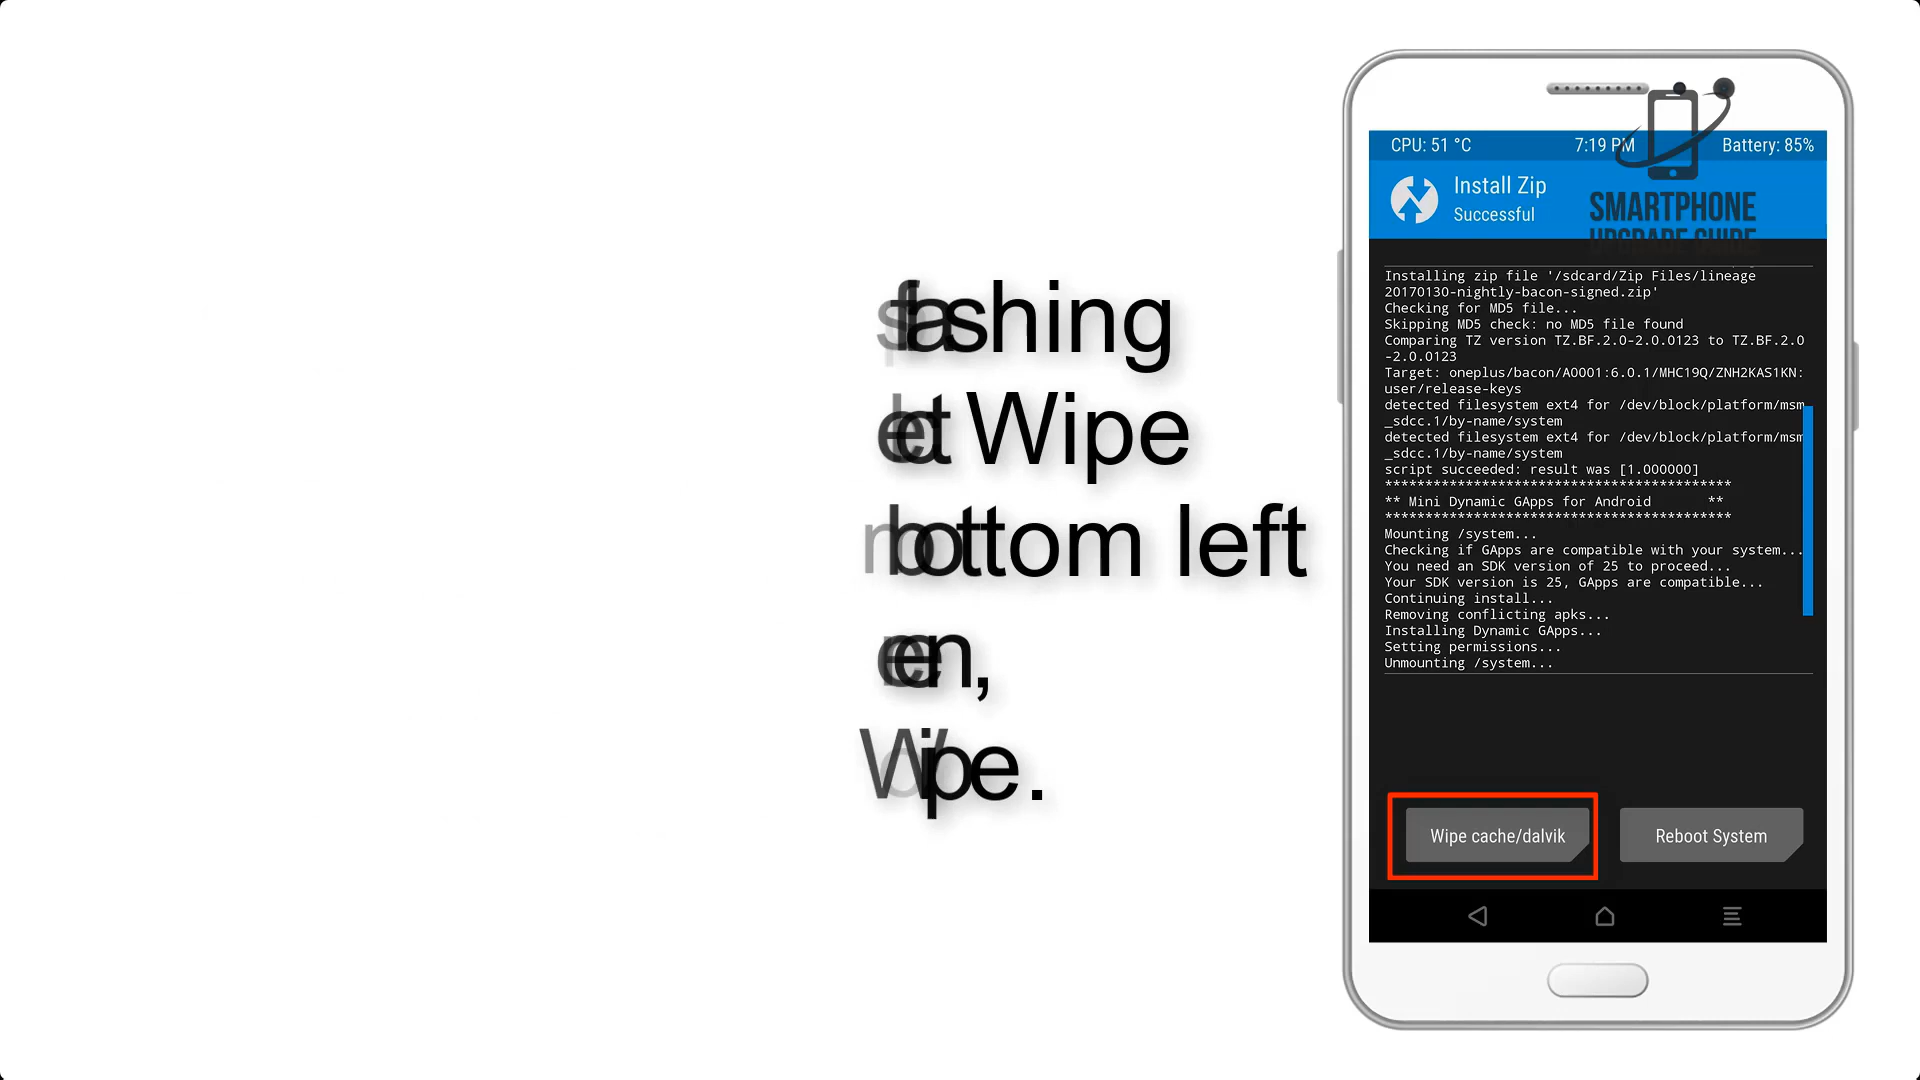 ashing
Wipe
bottom left
en,
Wipe.
CPU: 51 °C
7:19 PM
Battery: 85%
Install Zip
Successful
SMARTPHONE
UPGRADE GUIDE
Installing zip file '/sdcard/Zip Files/lineage
20170130-nightly-bacon-signed.zip'
Checking for MD5 file...
Skipping MD5 check: no MD5 file found
Comparing TZ version TZ.BF.2.0-2.0.0123 to TZ.BF.2.0
-2.0.0123
Target: oneplus/bacon/A0001:6.0.1/MHC19Q/ZNH2KAS1KN:
user/release-keys
detected filesystem ext4 for /dev/block/platform/msm
_sdcc.1/by-name/system
detected filesystem ext4 for /dev/block/platform/msm
_sdcc.1/by-name/system
script succeeded: result was [1.000000]
*******************************************
** Mini Dynamic GApps for Android       **
*******************************************
Mounting /system...
Checking if GApps are compatible with your system...
You need an SDK version of 25 to proceed...
Your SDK version is 25, GApps are compatible...
Continuing install...
Removing conflicting apks...
Installing Dynamic GApps...
Setting permissions...
Unmounting /system...
Wipe cache/dalvik
Reboot System